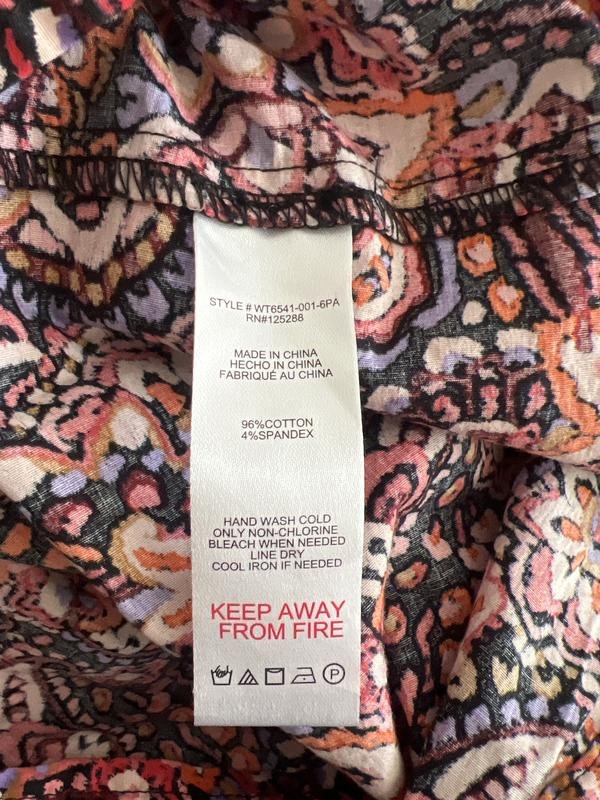 STYLE # WT6541-001-6PA
RN#125288
MADE IN CHINA
HECHO IN CHINA
FABRIQUÉ AU CHINA
96%COTTON
4%SPANDEX
HAND WASH COLD
ONLY NON-CHLORINE
BLEACH WHEN NEEDED
LINE DRY
COOL IRON IF NEEDED
KEEP AWAY
FROM FIRE
P